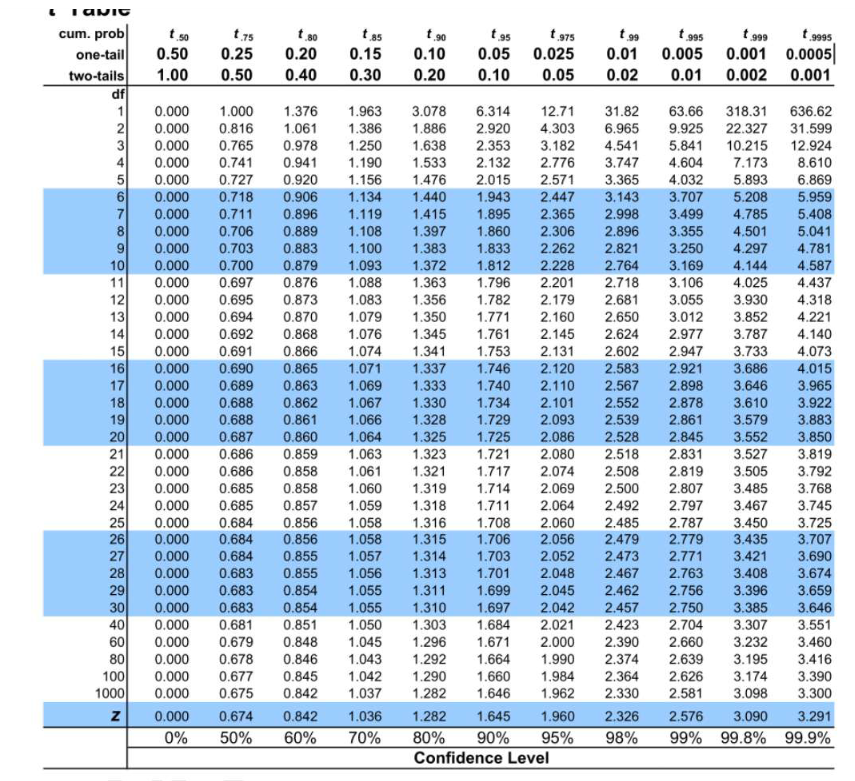 t Table
cum. prob t .50 t .75 t .80 t .85 t .90 t .95 t .975 t .99 t .995 t .999 t .9995
one-tail 0.50 0.25 0.20 0.15 0.10 0.05 0.025 0.01 0.005 0.001 0.0005
two-tails 1.00 0.50 0.40 0.30 0.20 0.10 0.05 0.02 0.01 0.002 0.001
df
1 0.000 1.000 1.376 1.963 3.078 6.314 12.71 31.82 63.66 318.31 636.62
2 0.000 0.816 1.061 1.386 1.886 2.920 4.303 6.965 9.925 22.327 31.599
3 0.000 0.765 0.978 1.250 1.638 2.353 3.182 4.541 5.841 10.215 12.924
4 0.000 0.741 0.941 1.190 1.533 2.132 2.776 3.747 4.604 7.173 8.610
5 0.000 0.727 0.920 1.156 1.476 2.015 2.571 3.365 4.032 5.893 6.869
6 0.000 0.718 0.906 1.134 1.440 1.943 2.447 3.143 3.707 5.208 5.959
7 0.000 0.711 0.896 1.119 1.415 1.895 2.365 2.998 3.499 4.785 5.408
8 0.000 0.706 0.889 1.108 1.397 1.860 2.306 2.896 3.355 4.501 5.041
9 0.000 0.703 0.883 1.100 1.383 1.833 2.262 2.821 3.250 4.297 4.781
10 0.000 0.700 0.879 1.093 1.372 1.812 2.228 2.764 3.169 4.144 4.587
11 0.000 0.697 0.876 1.088 1.363 1.796 2.201 2.718 3.106 4.025 4.437
12 0.000 0.695 0.873 1.083 1.356 1.782 2.179 2.681 3.055 3.930 4.318
13 0.000 0.694 0.870 1.079 1.350 1.771 2.160 2.650 3.012 3.852 4.221
14 0.000 0.692 0.868 1.076 1.345 1.761 2.145 2.624 2.977 3.787 4.140
15 0.000 0.691 0.866 1.074 1.341 1.753 2.131 2.602 2.947 3.733 4.073
16 0.000 0.690 0.865 1.071 1.337 1.746 2.120 2.583 2.921 3.686 4.015
17 0.000 0.689 0.863 1.069 1.333 1.740 2.110 2.567 2.898 3.646 3.965
18 0.000 0.688 0.862 1.067 1.330 1.734 2.101 2.552 2.878 3.610 3.922
19 0.000 0.688 0.861 1.066 1.328 1.729 2.093 2.539 2.861 3.579 3.883
20 0.000 0.687 0.860 1.064 1.325 1.725 2.086 2.528 2.845 3.552 3.850
21 0.000 0.686 0.859 1.063 1.323 1.721 2.080 2.518 2.831 3.527 3.819
22 0.000 0.686 0.858 1.061 1.321 1.717 2.074 2.508 2.819 3.505 3.792
23 0.000 0.685 0.858 1.060 1.319 1.714 2.069 2.500 2.807 3.485 3.768
24 0.000 0.685 0.857 1.059 1.318 1.711 2.064 2.492 2.797 3.467 3.745
25 0.000 0.684 0.856 1.058 1.316 1.708 2.060 2.485 2.787 3.450 3.725
26 0.000 0.684 0.856 1.058 1.315 1.706 2.056 2.479 2.779 3.435 3.707
27 0.000 0.684 0.855 1.057 1.314 1.703 2.052 2.473 2.771 3.421 3.690
28 0.000 0.683 0.855 1.056 1.313 1.701 2.048 2.467 2.763 3.408 3.674
29 0.000 0.683 0.854 1.055 1.311 1.699 2.045 2.462 2.756 3.396 3.659
30 0.000 0.683 0.854 1.055 1.310 1.697 2.042 2.457 2.750 3.385 3.646
40 0.000 0.681 0.851 1.050 1.303 1.684 2.021 2.423 2.704 3.307 3.551
60 0.000 0.679 0.848 1.045 1.296 1.671 2.000 2.390 2.660 3.232 3.460
80 0.000 0.678 0.846 1.043 1.292 1.664 1.990 2.374 2.639 3.195 3.416
100 0.000 0.677 0.845 1.042 1.290 1.660 1.984 2.364 2.626 3.174 3.390
1000 0.000 0.675 0.842 1.037 1.282 1.646 1.962 2.330 2.581 3.098 3.300
z 0.000 0.674 0.842 1.036 1.282 1.645 1.960 2.326 2.576 3.090 3.291
0% 50% 60% 70% 80% 90% 95% 98% 99% 99.8% 99.9%
Confidence Level